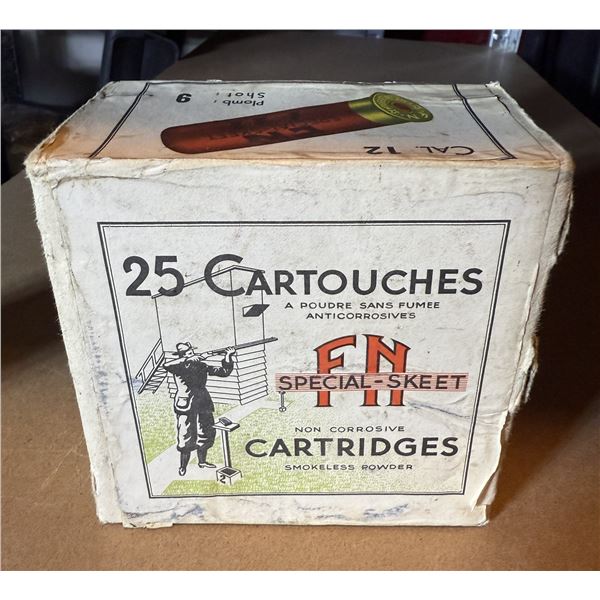 Plomb:
Shot:
9
CAL. 12
25 CARTOUCHES
A POUDRE SANS FUMEE
ANTICORROSIVES
FN
SPECIAL-SKEET
NON CORROSIVE
CARTRIDGES
SMOKELESS POWDER
2